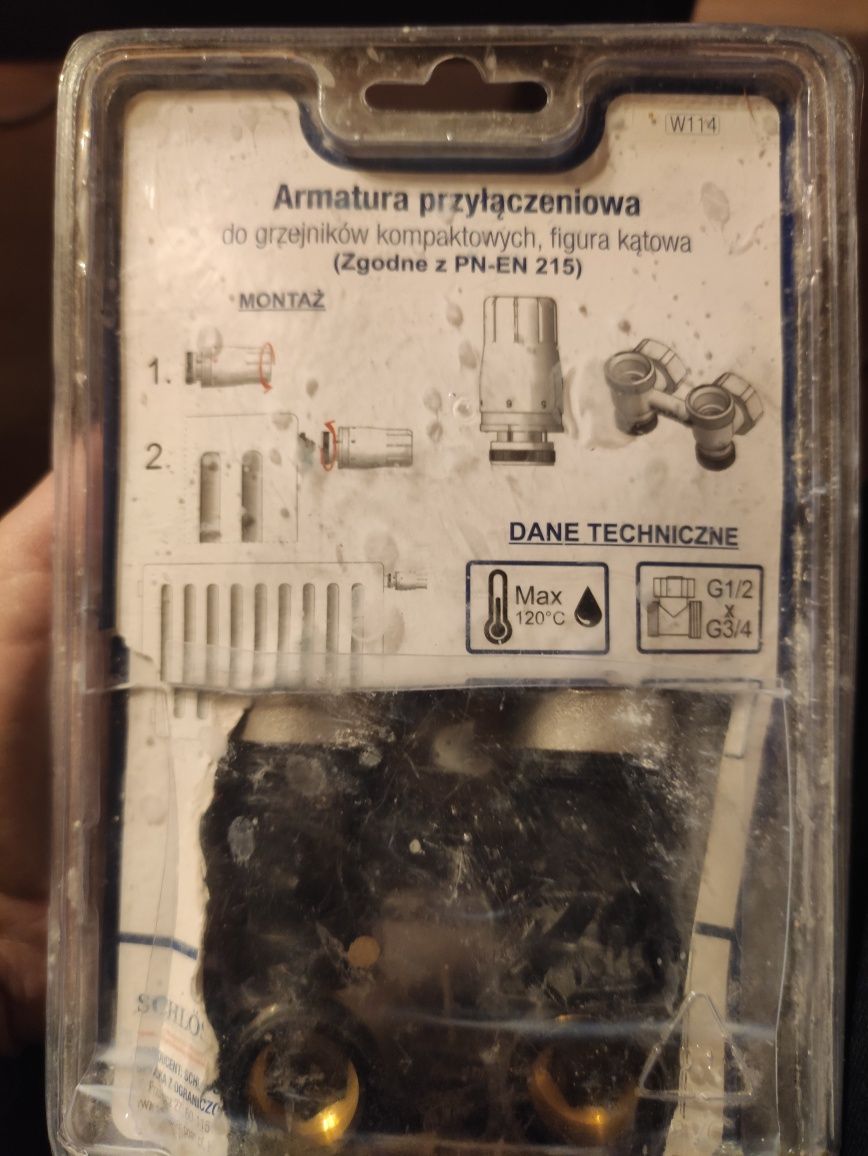 W114
Armatura przyłączeniowa
do grzejników kompaktowych, figura kątowa
(Zgodne z PN-EN 215)
MONTAŻ
1.
2.
DANE TECHNICZNE
Max
120°C
G1/2
x
G3/4
SCHLÖ